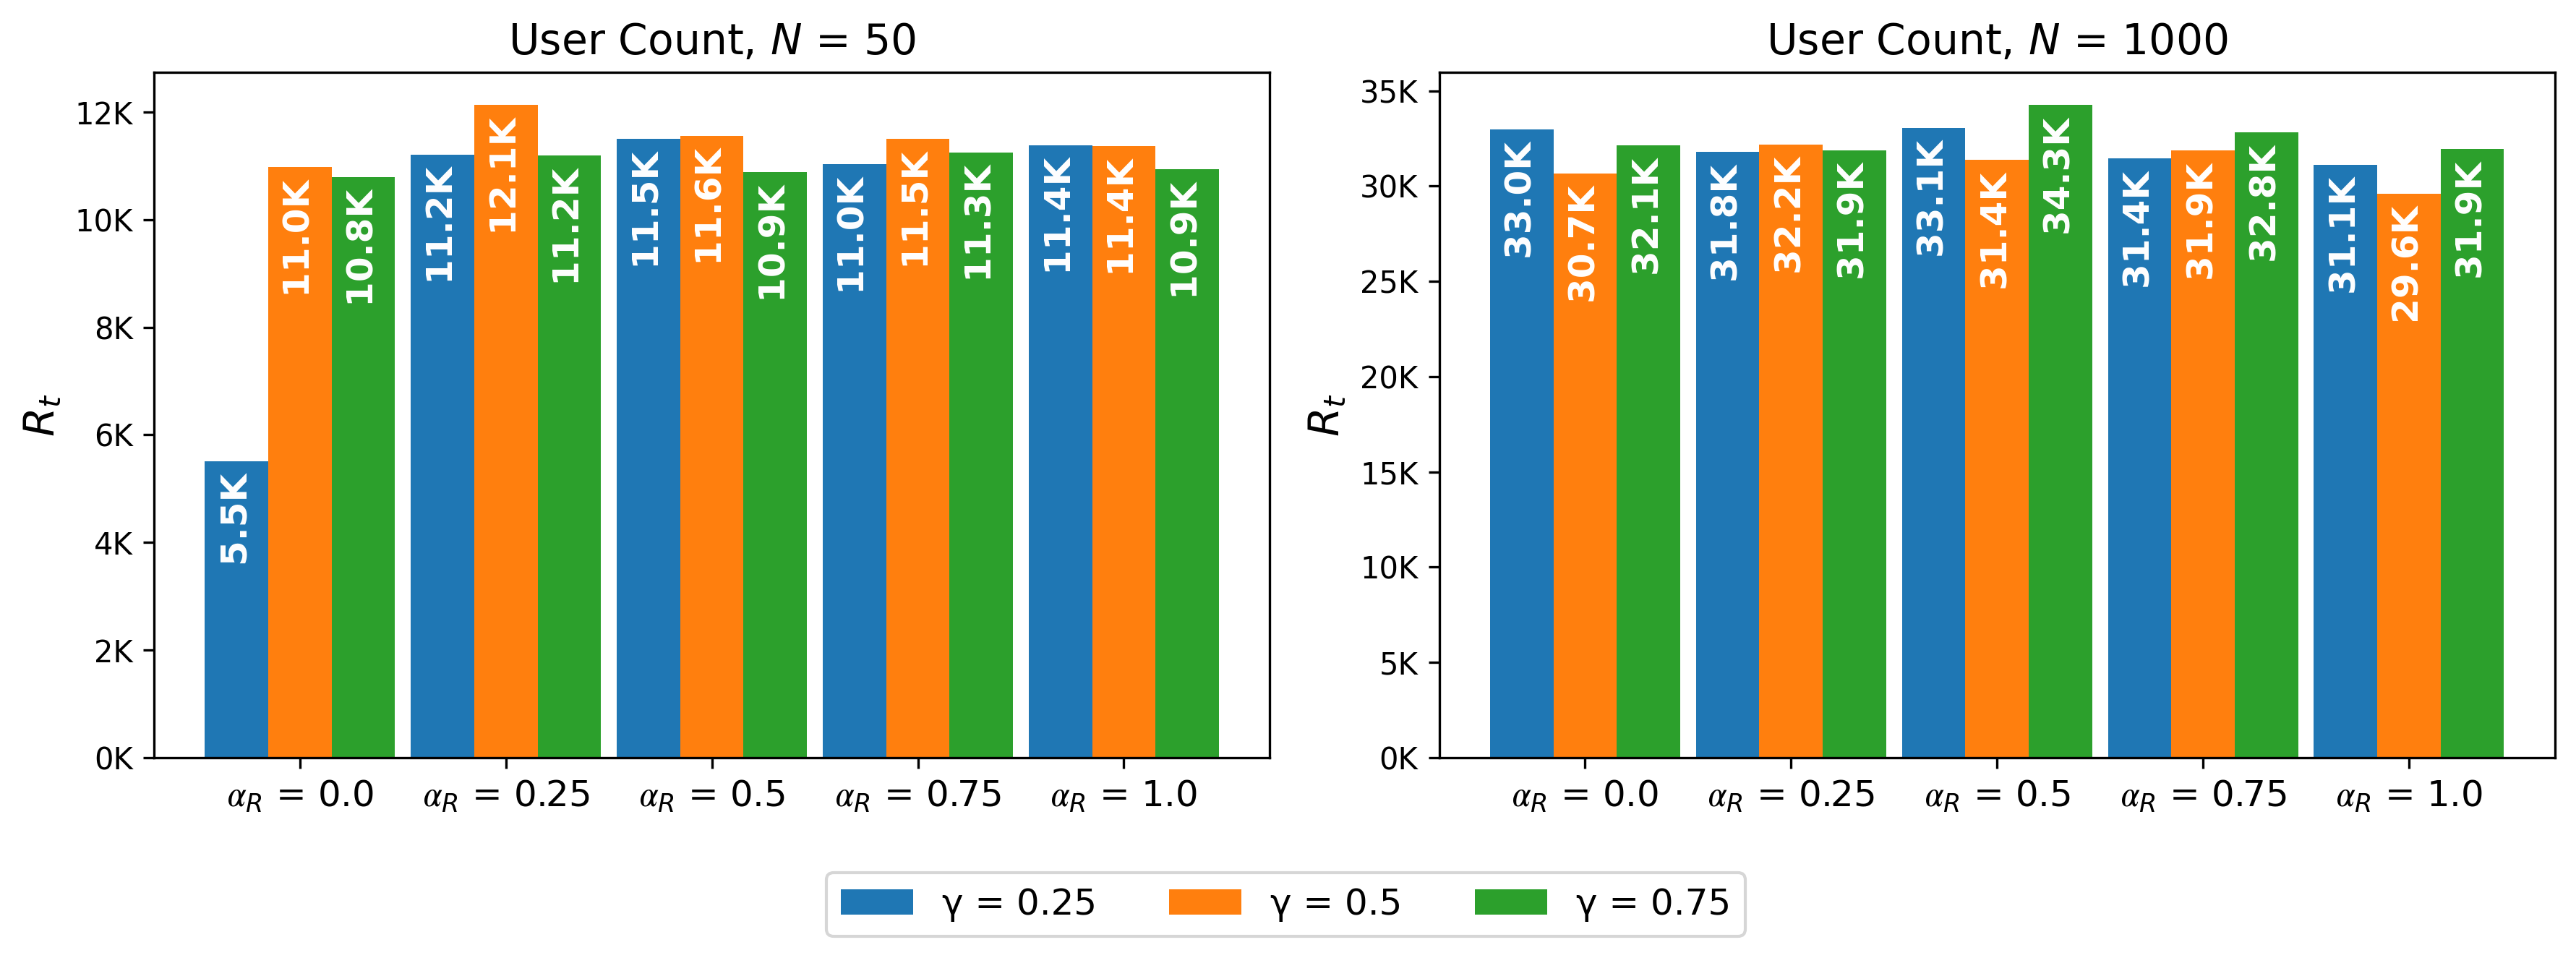 User Count, N = 50
12K
10K
8K
6K
4K
2K
0K
R_t
5.5K
11.0K
10.8K
11.2K
12.1K
11.2K
11.5K
11.6K
10.9K
11.0K
11.5K
11.3K
11.4K
11.4K
10.9K
α_R = 0.0
α_R = 0.25
α_R = 0.5
α_R = 0.75
α_R = 1.0
User Count, N = 1000
35K
30K
25K
20K
15K
10K
5K
0K
R_t
33.0K
30.7K
32.1K
31.8K
32.2K
31.9K
33.1K
31.4K
34.3K
31.4K
31.9K
32.8K
31.1K
29.6K
31.9K
α_R = 0.0
α_R = 0.25
α_R = 0.5
α_R = 0.75
α_R = 1.0
γ = 0.25
γ = 0.5
γ = 0.75